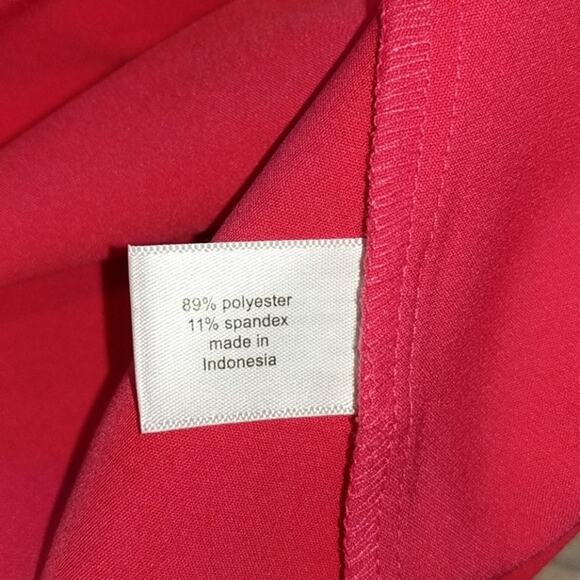 89% polyester
11% spandex
made in
Indonesia